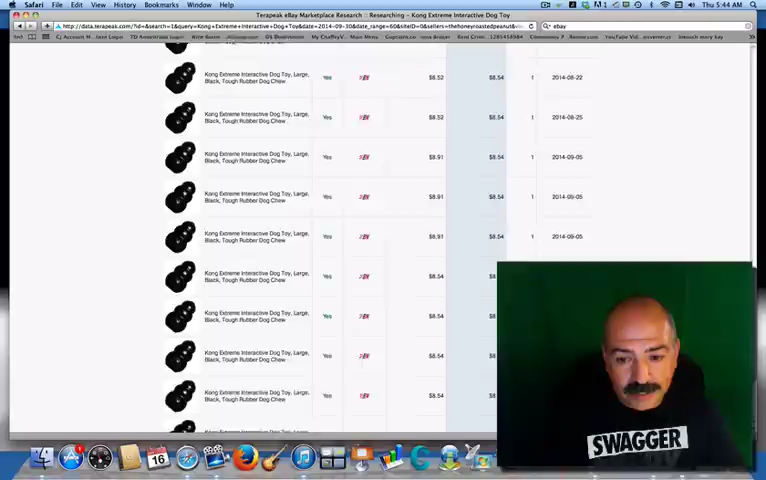 Safari File Edit View History Bookmarks Window Help
Thu 5:44 AM
Terapeak eBay Marketplace Research :: Researching - Kong Extreme Interactive Dog Toy
ebay
Main Menu
Kong Extreme Interactive Dog Toy, Large, Yes $8.52 $8.54 1 2014-08-22
Black, Tough Rubber Dog Chew
Kong Extreme Interactive Dog Toy, Large, Yes $8.52 $8.54 1 2014-08-25
Black, Tough Rubber Dog Chew
Kong Extreme Interactive Dog Toy, Large, Yes $8.91 $8.54 1 2014-09-05
Black, Tough Rubber Dog Chew
Kong Extreme Interactive Dog Toy, Large, Yes $8.91 $8.54 1 2014-09-05
Black, Tough Rubber Dog Chew
Kong Extreme Interactive Dog Toy, Large, Yes $8.91 $8.54 1 2014-09-05
Black, Tough Rubber Dog Chew
Kong Extreme Interactive Dog Toy, Large, Yes $8.54
Black, Tough Rubber Dog Chew
Kong Extreme Interactive Dog Toy, Large, Yes $8.54
Black, Tough Rubber Dog Chew
Kong Extreme Interactive Dog Toy, Large, Yes $8.54
Black, Tough Rubber Dog Chew
Kong Extreme Interactive Dog Toy, Large, Yes $8.54
Black, Tough Rubber Dog Chew
SWAGGER
16